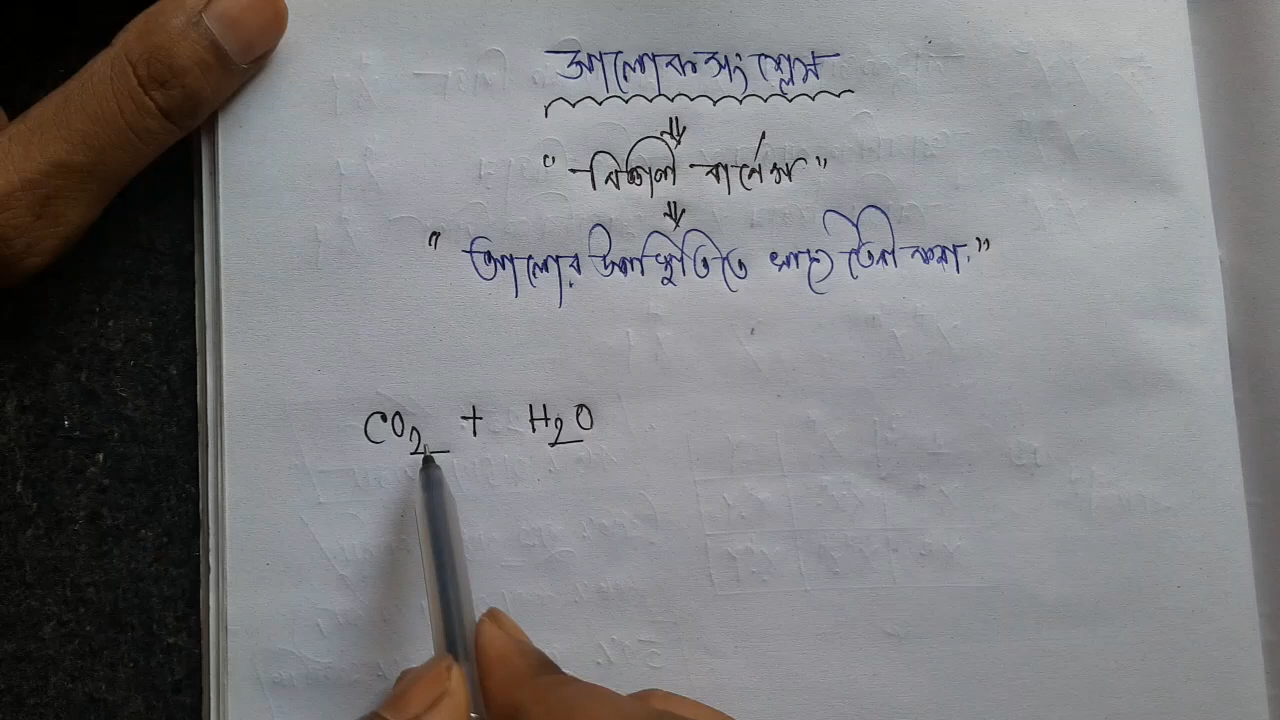 আলোকসংশ্লেষ
"বিজ্ঞানী বার্নেস"
"আলোর উপস্থিতিতে খাদ্য তৈরী করা."
CO₂ + H₂O